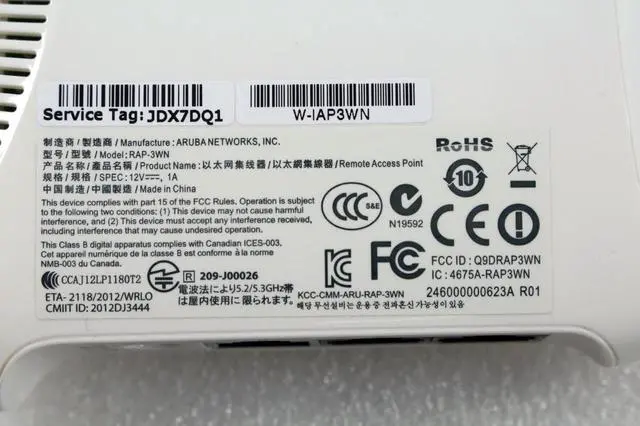 Service Tag: JDX7DQ1
W-IAP3WN
制造商 / 製造商 / Manufacture: ARUBA NETWORKS, INC.
型号 / 型號 / Model: RAP-3WN
产品名称 / 產品名稱 / Product Name: 以太网集线器 / 以太網集線器 / Remote Access Point
规格 / 規格 / SPEC: 12V⎓, 1A
中国制造 / 中國製造 / Made in China
This device complies with part 15 of the FCC Rules. Operation is subject
to the following two conditions: (1) This device may not cause harmful
interference, and (2) This device must accept any interference received,
including interference that may cause undesired operation.
This Class B digital apparatus complies with Canadian ICES-003.
Cet appareil numérique de la classe B est conforme à la norme
NMB-003 du Canada.
CCAJ12LP1180T2
R 209-J00026
ETA- 2118/2012/WRLO
CMIIT ID: 2012DJ3444
電波法により5.2/5.3GHz帯
は屋内使用に限られます。
RoHS
10
CCC S&E
N19592
CE
FC
FCC ID : Q9DRAP3WN
IC : 4675A-RAP3WN
KCC-CMM-ARU-RAP-3WN
246000000623A R01
해당 무선설비는 운용 중 전파혼신 가능성이 있음